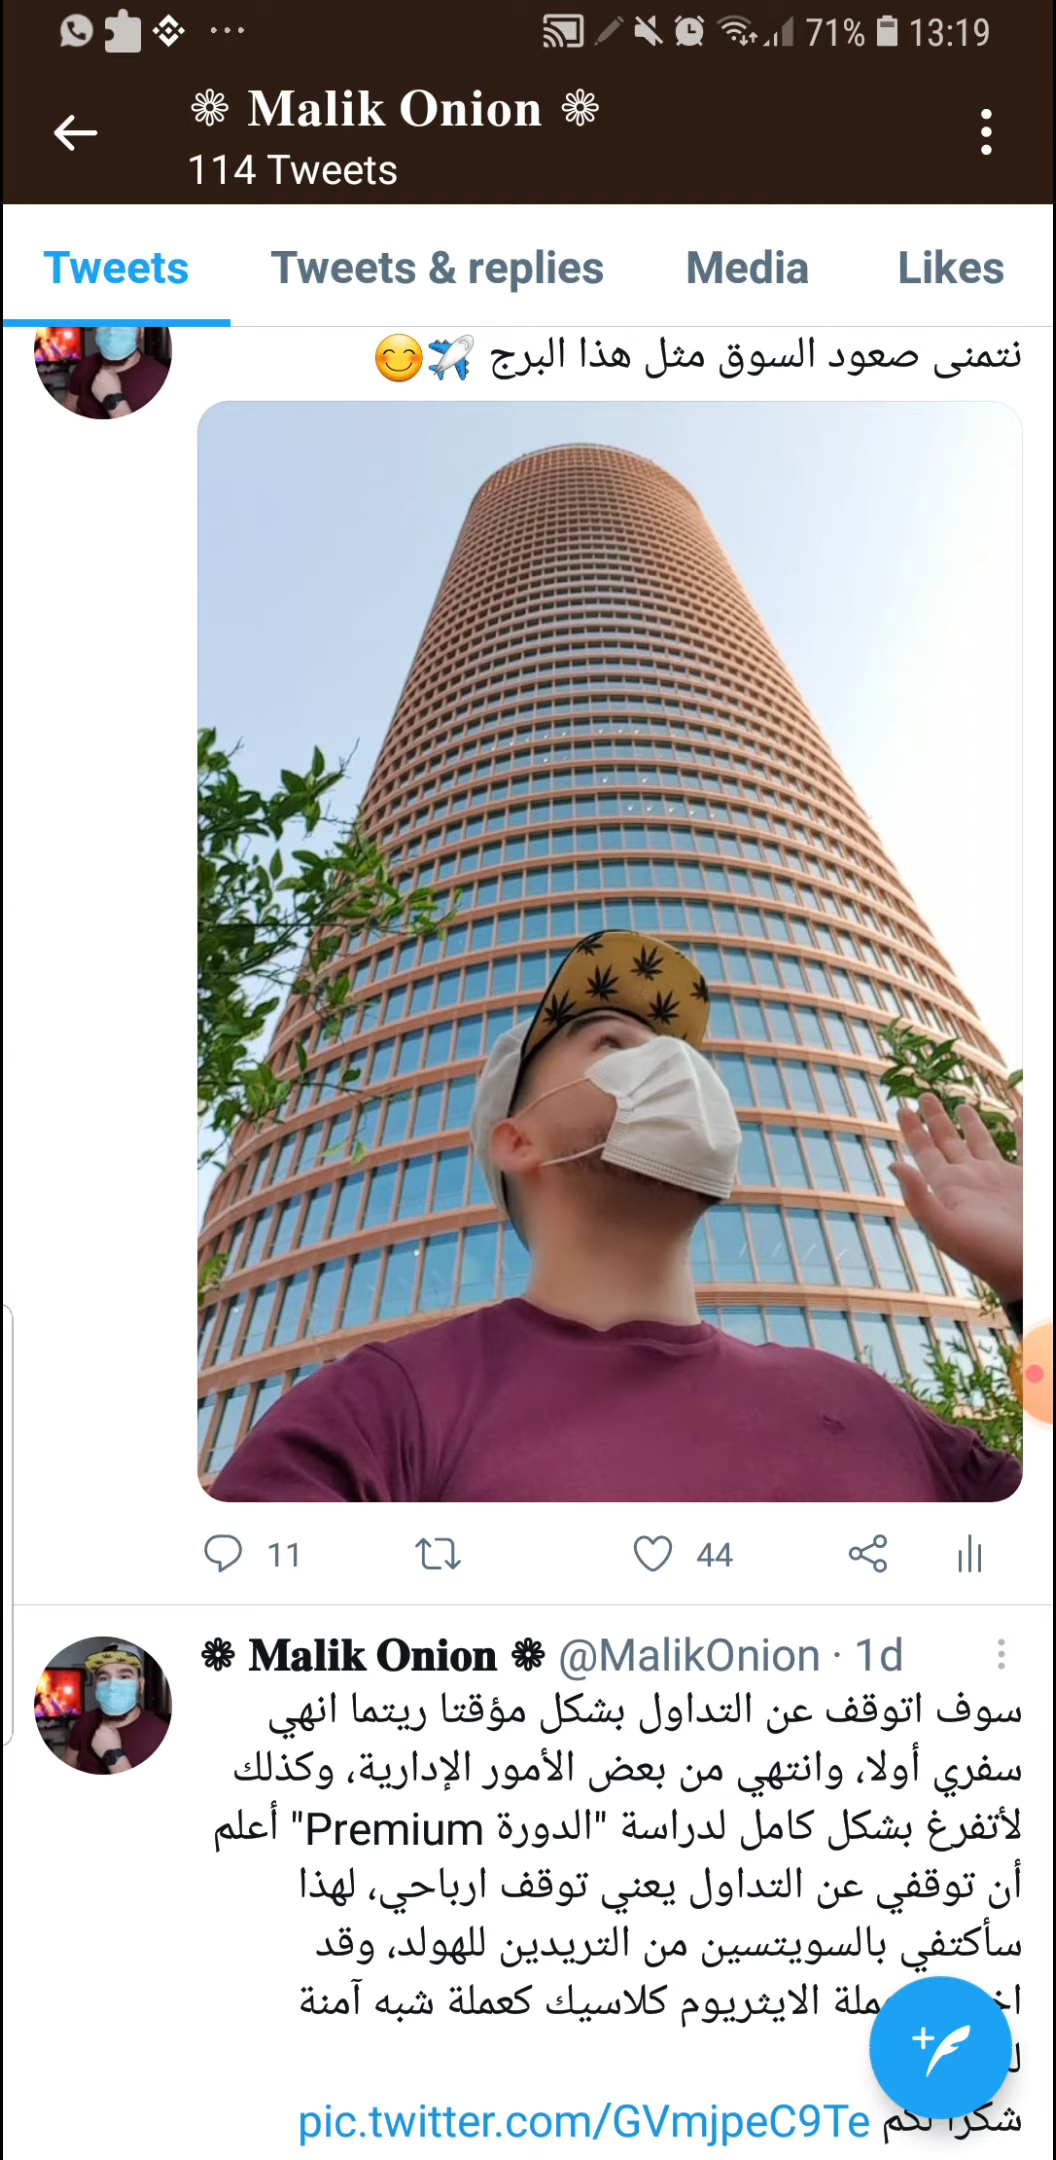 71% 13:19
❁ Malik Onion ❁
114 Tweets
Tweets Tweets & replies Media Likes
نتمنى صعود السوق مثل هذا البرج ✈️😊
11 44
❁ Malik Onion ❁ @MalikOnion · 1d
سوف اتوقف عن التداول بشكل مؤقتا ريتما انهي
سفري أولا، وانتهي من بعض الأمور الإدارية، وكذلك
لأتفرغ بشكل كامل لدراسة "الدورة Premium" أعلم
أن توقفي عن التداول يعني توقف ارباحي، لهذا
سأكتفي بالسويتسين من التريدين للهولد، وقد
الايثريوم كلاسيك كعملة شبه آمنة
شكرا لكم pic.twitter.com/GVmjpeC9Te